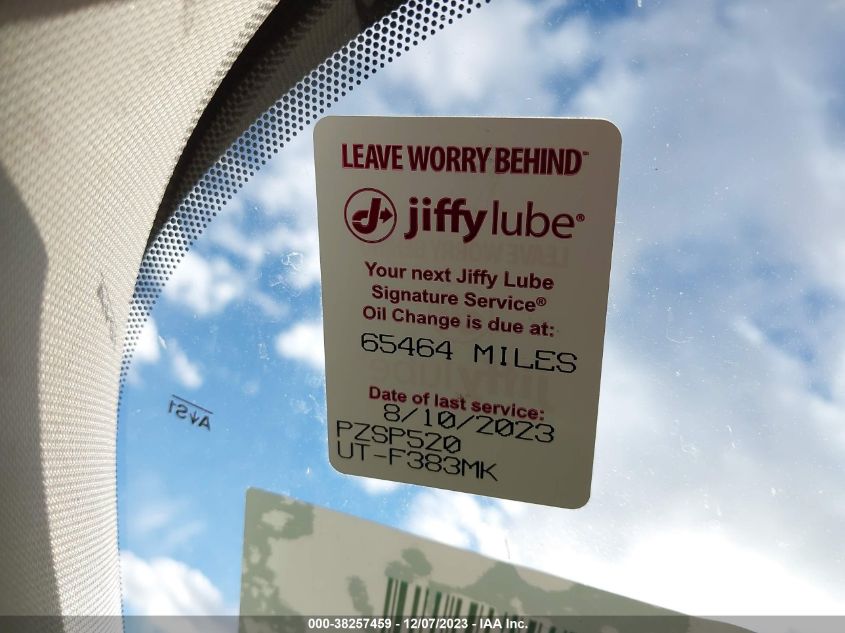 LEAVE WORRY BEHIND™
jiffy lube®
Your next Jiffy Lube
Signature Service®
Oil Change is due at:
65464 MILES
Date of last service:
8/10/2023
PZSP520
UT-F383MK
AS1
000-38257459 - 12/07/2023 - IAA Inc.